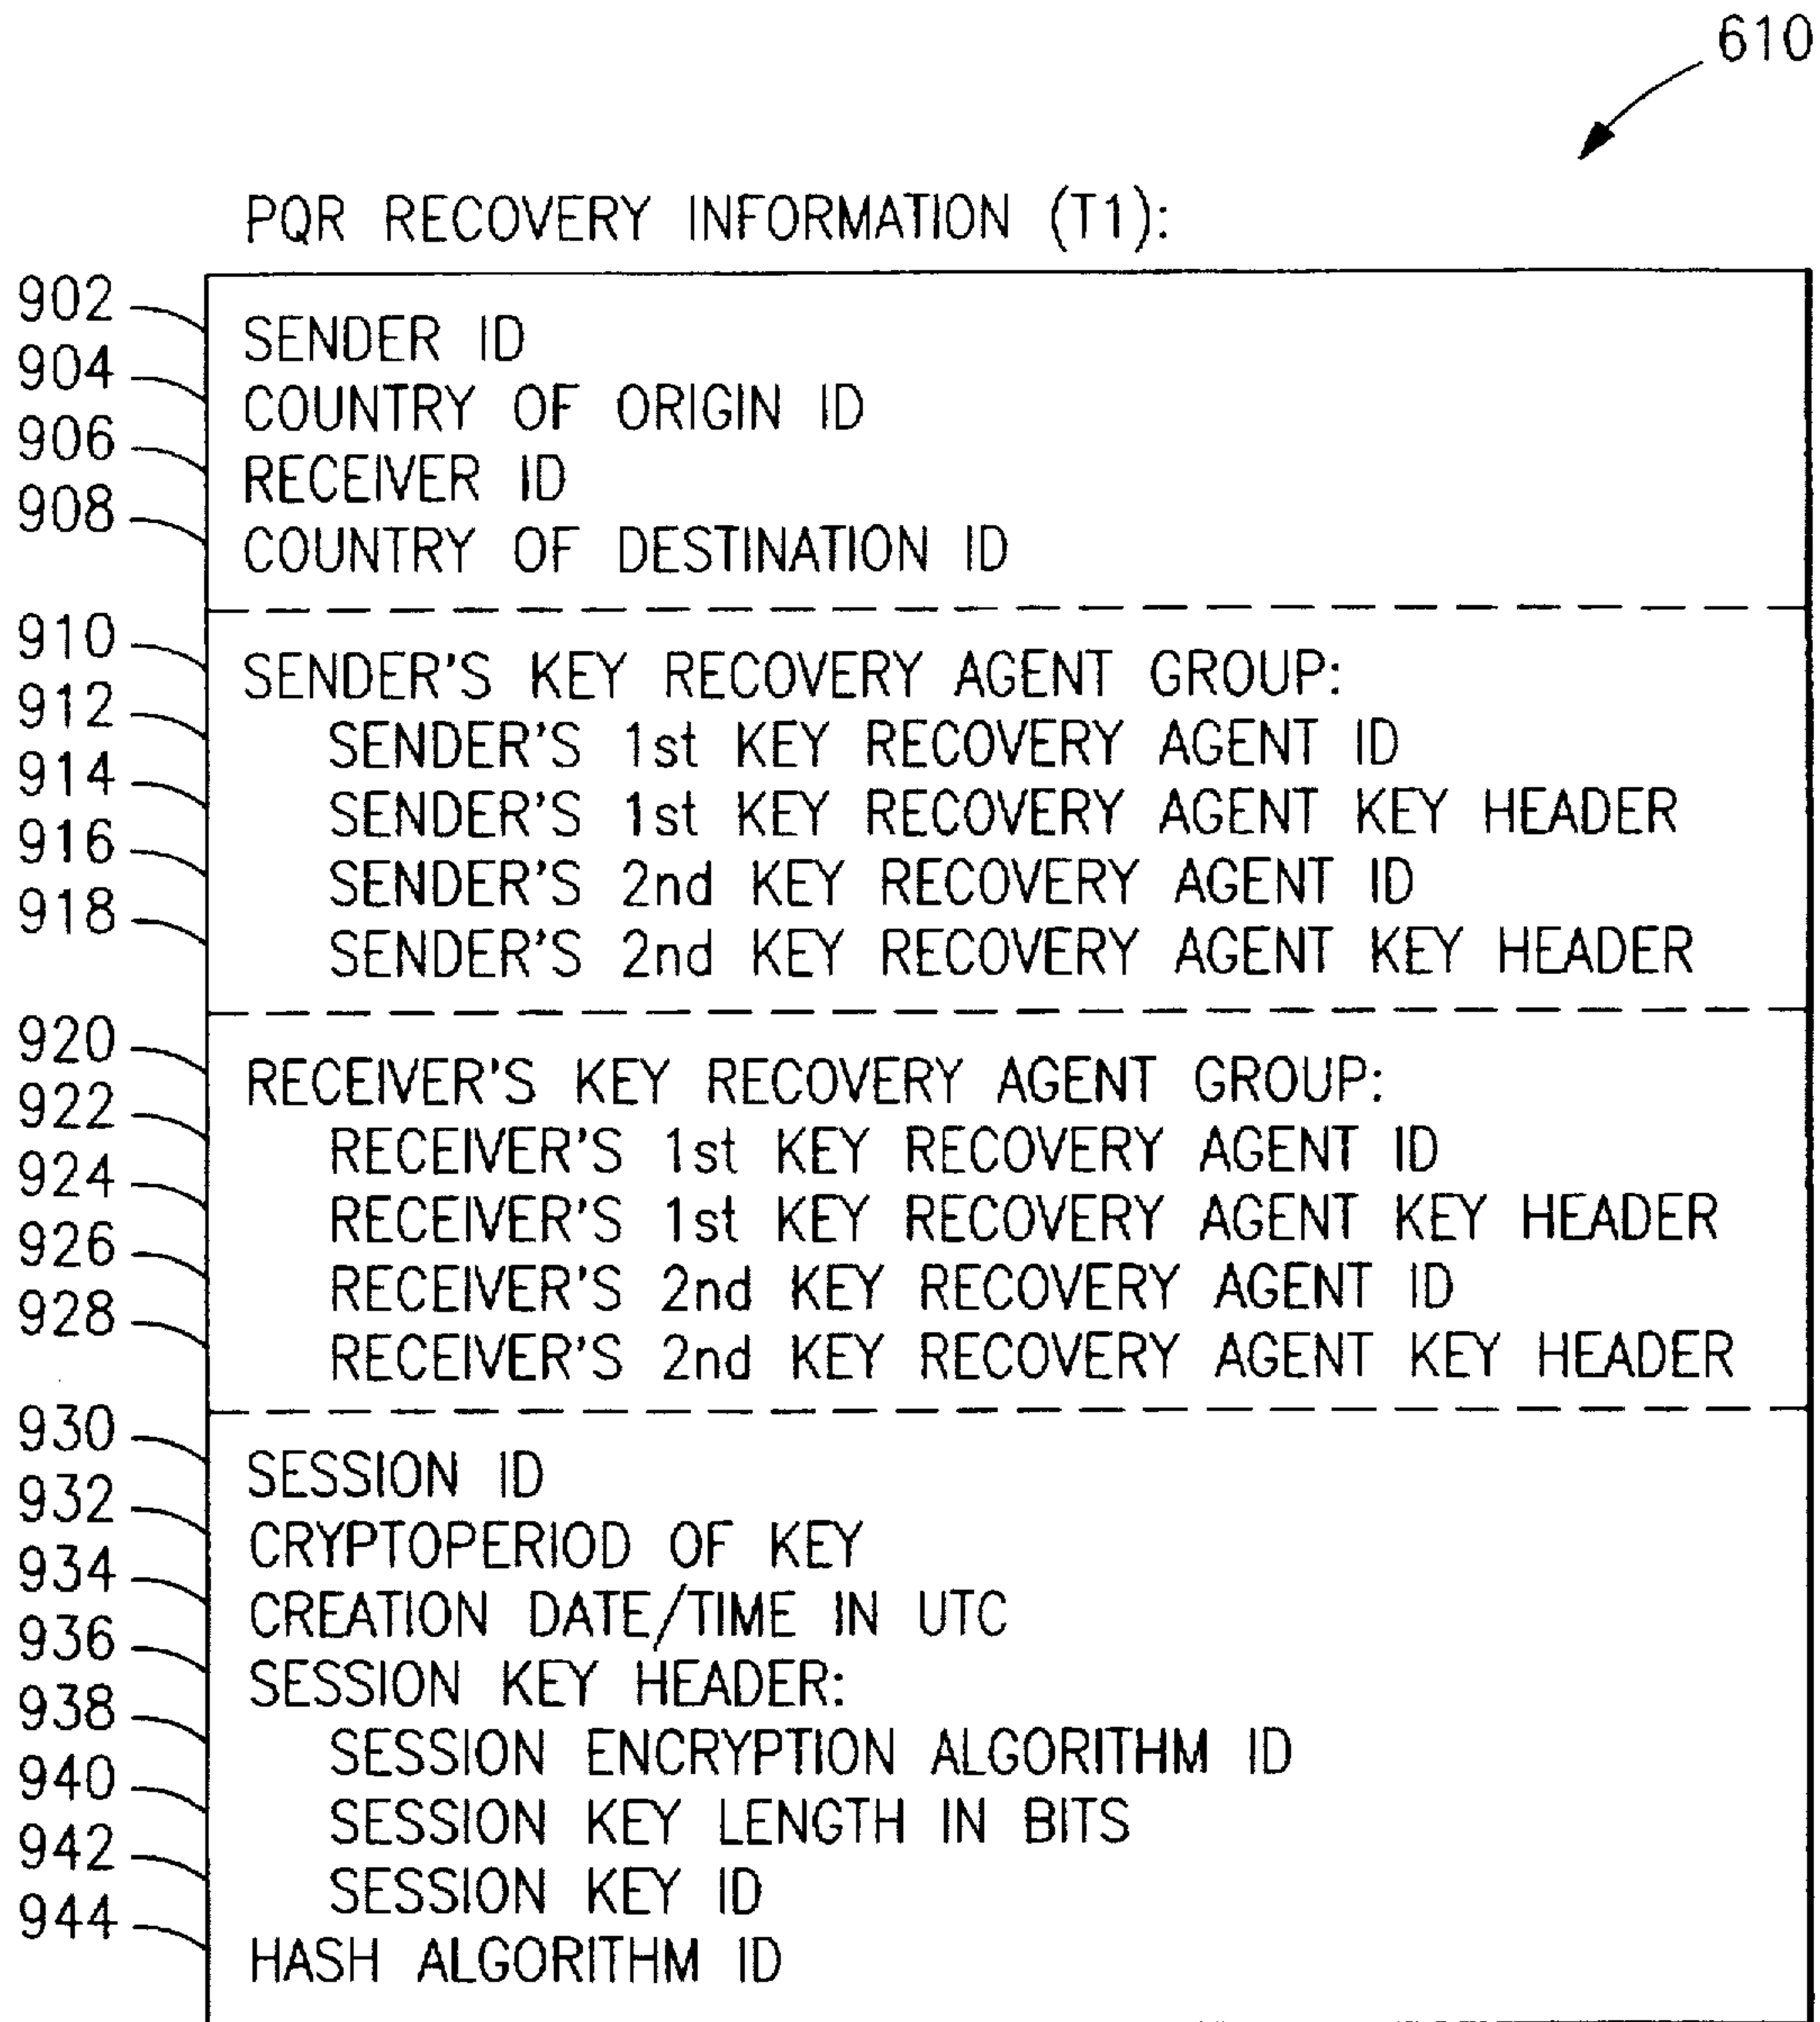 610
PQR RECOVERY INFORMATION (T1):
902 SENDER ID
904 COUNTRY OF ORIGIN ID
906 RECEIVER ID
908 COUNTRY OF DESTINATION ID
910 SENDER'S KEY RECOVERY AGENT GROUP:
912 SENDER'S 1st KEY RECOVERY AGENT ID
914 SENDER'S 1st KEY RECOVERY AGENT KEY HEADER
916 SENDER'S 2nd KEY RECOVERY AGENT ID
918 SENDER'S 2nd KEY RECOVERY AGENT KEY HEADER
920 RECEIVER'S KEY RECOVERY AGENT GROUP:
922 RECEIVER'S 1st KEY RECOVERY AGENT ID
924 RECEIVER'S 1st KEY RECOVERY AGENT KEY HEADER
926 RECEIVER'S 2nd KEY RECOVERY AGENT ID
928 RECEIVER'S 2nd KEY RECOVERY AGENT KEY HEADER
930 SESSION ID
932 CRYPTOPERIOD OF KEY
934 CREATION DATE/TIME IN UTC
936 SESSION KEY HEADER:
938 SESSION ENCRYPTION ALGORITHM ID
940 SESSION KEY LENGTH IN BITS
942 SESSION KEY ID
944 HASH ALGORITHM ID